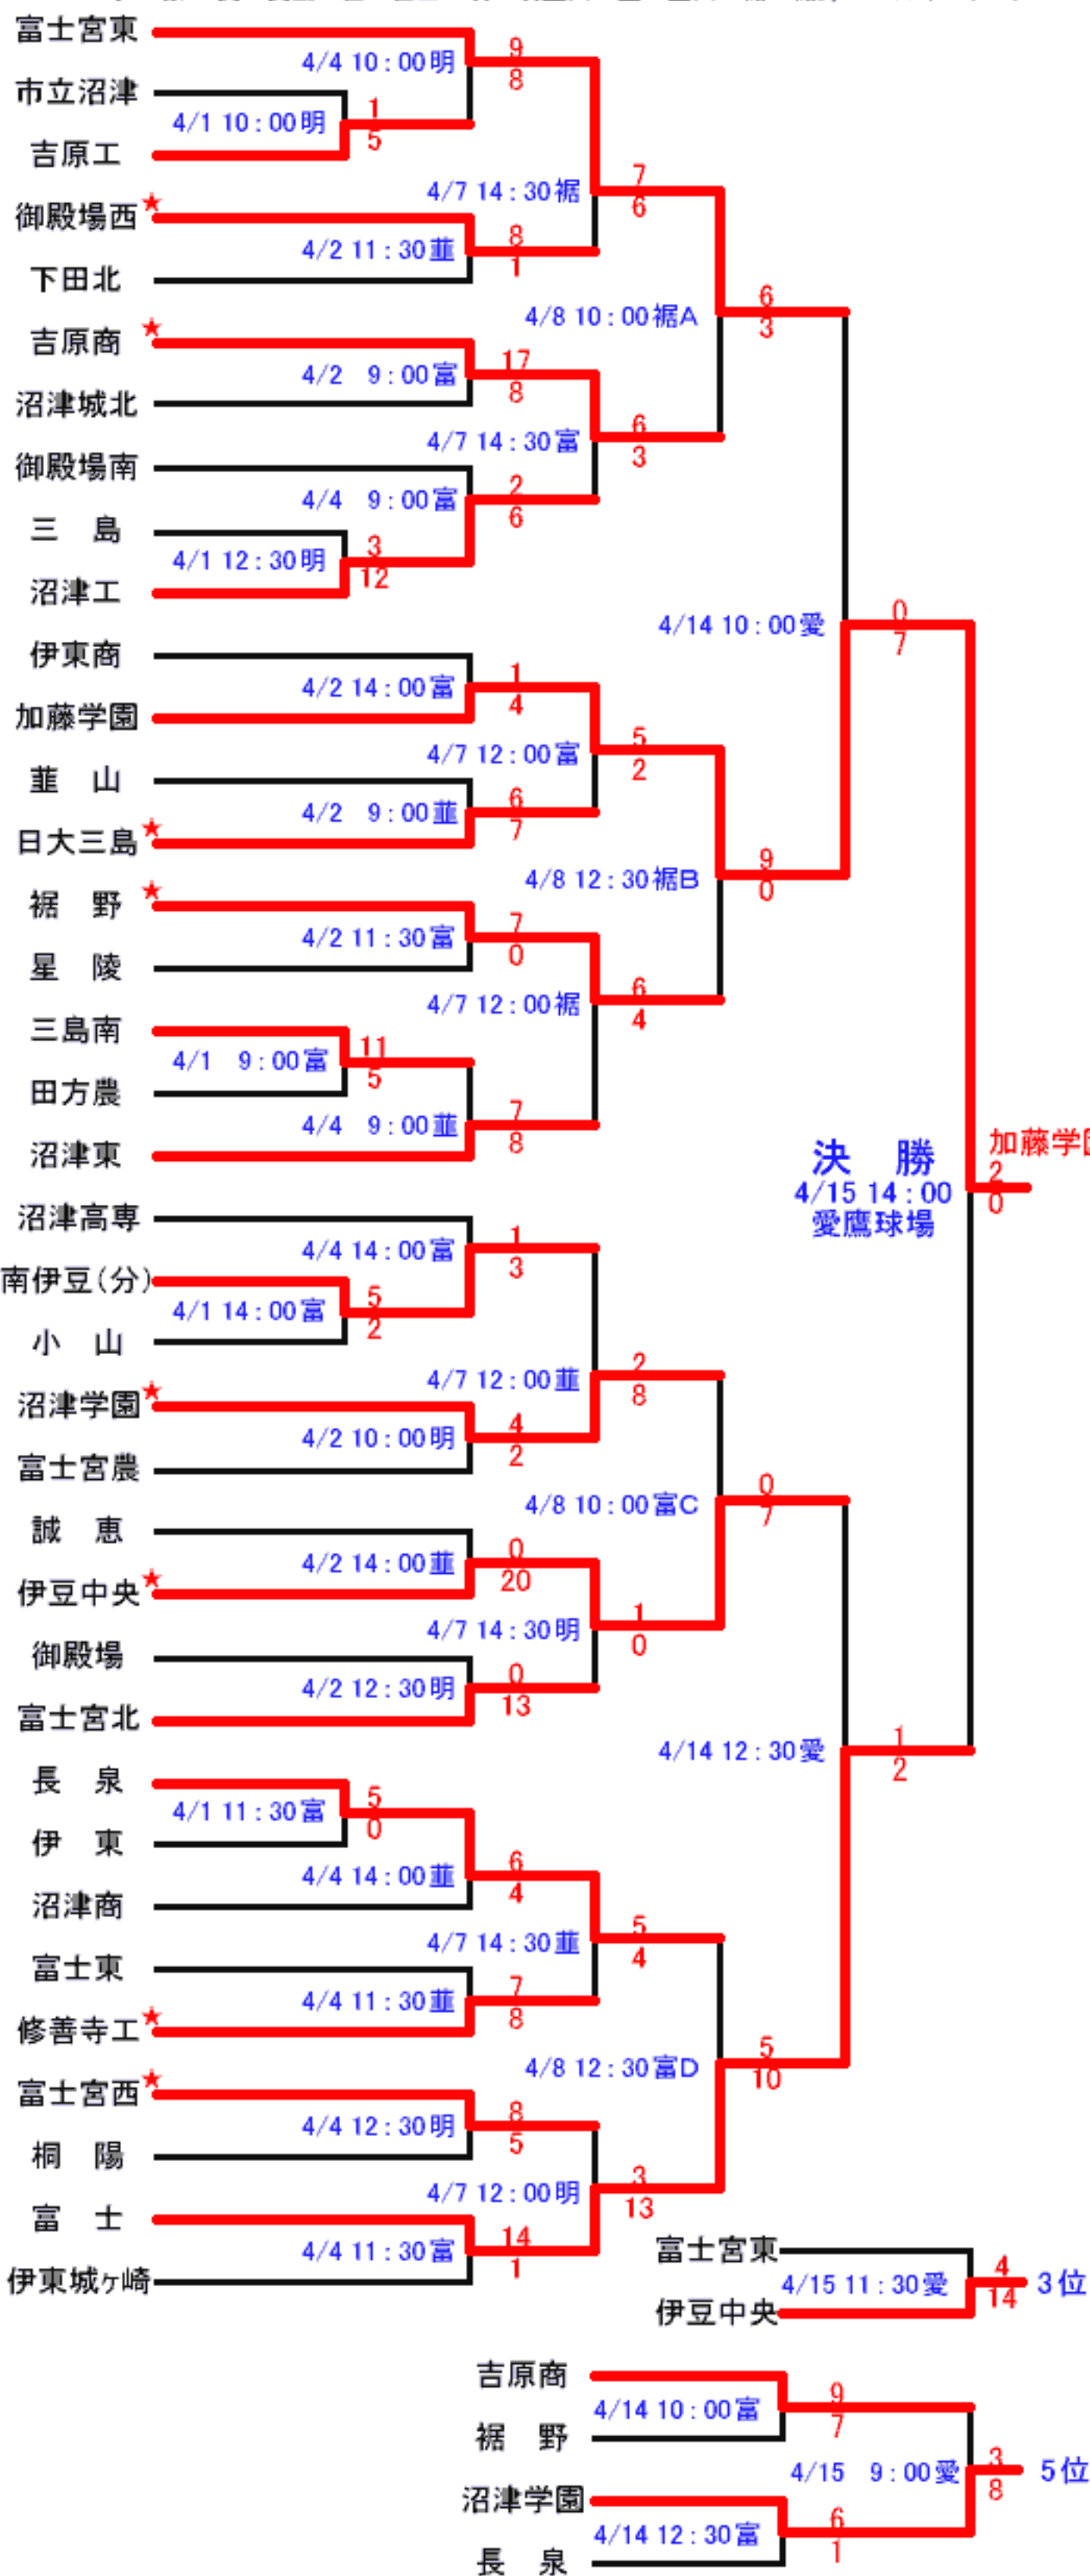 富士宮東
4/4 10:00明
9
8
市立沼津
4/1 10:00明
1
5
吉原工
4/7 14:30裾
7
6
御殿場西★
4/2 11:30韮
8
1
下田北
4/8 10:00裾A
6
3
吉原商★
4/2 9:00富
17
8
沼津城北
4/7 14:30富
6
3
御殿場南
4/4 9:00富
2
6
三 島
4/1 12:30明
3
12
沼津工
4/14 10:00愛
0
7
伊東商
4/2 14:00富
1
4
加藤学園
4/7 12:00富
5
2
韮 山
4/2 9:00韮
6
7
日大三島★
4/8 12:30裾B
9
0
裾 野★
4/2 11:30富
7
0
星 陵
4/7 12:00裾
6
4
三島南
4/1 9:00富
11
5
田方農
4/4 9:00韮
7
8
沼津東
決 勝
4/15 14:00
愛鷹球場
加藤学園
2
0
沼津高専
4/4 14:00富
1
3
南伊豆(分)
4/1 14:00富
5
2
小 山
4/7 12:00韮
2
8
沼津学園★
4/2 10:00明
4
2
富士宮農
4/8 10:00富C
0
7
誠 恵
4/2 14:00韮
0
20
伊豆中央★
4/7 14:30明
1
0
御殿場
4/2 12:30明
0
13
富士宮北
4/14 12:30愛
1
2
長 泉
4/1 11:30富
5
0
伊 東
4/4 14:00韮
6
4
沼津商
4/7 14:30韮
5
4
富士東
4/4 11:30韮
7
8
修善寺工★
4/8 12:30富D
5
10
富士宮西★
4/4 12:30明
8
5
桐 陽
4/7 12:00明
3
13
富 士
4/4 11:30富
14
1
伊東城ヶ崎
富士宮東
4/15 11:30愛
4
14
3位
伊豆中央
吉原商
4/14 10:00富
9
7
裾 野
4/15 9:00愛
3
8
5位
沼津学園
4/14 12:30富
6
1
長 泉